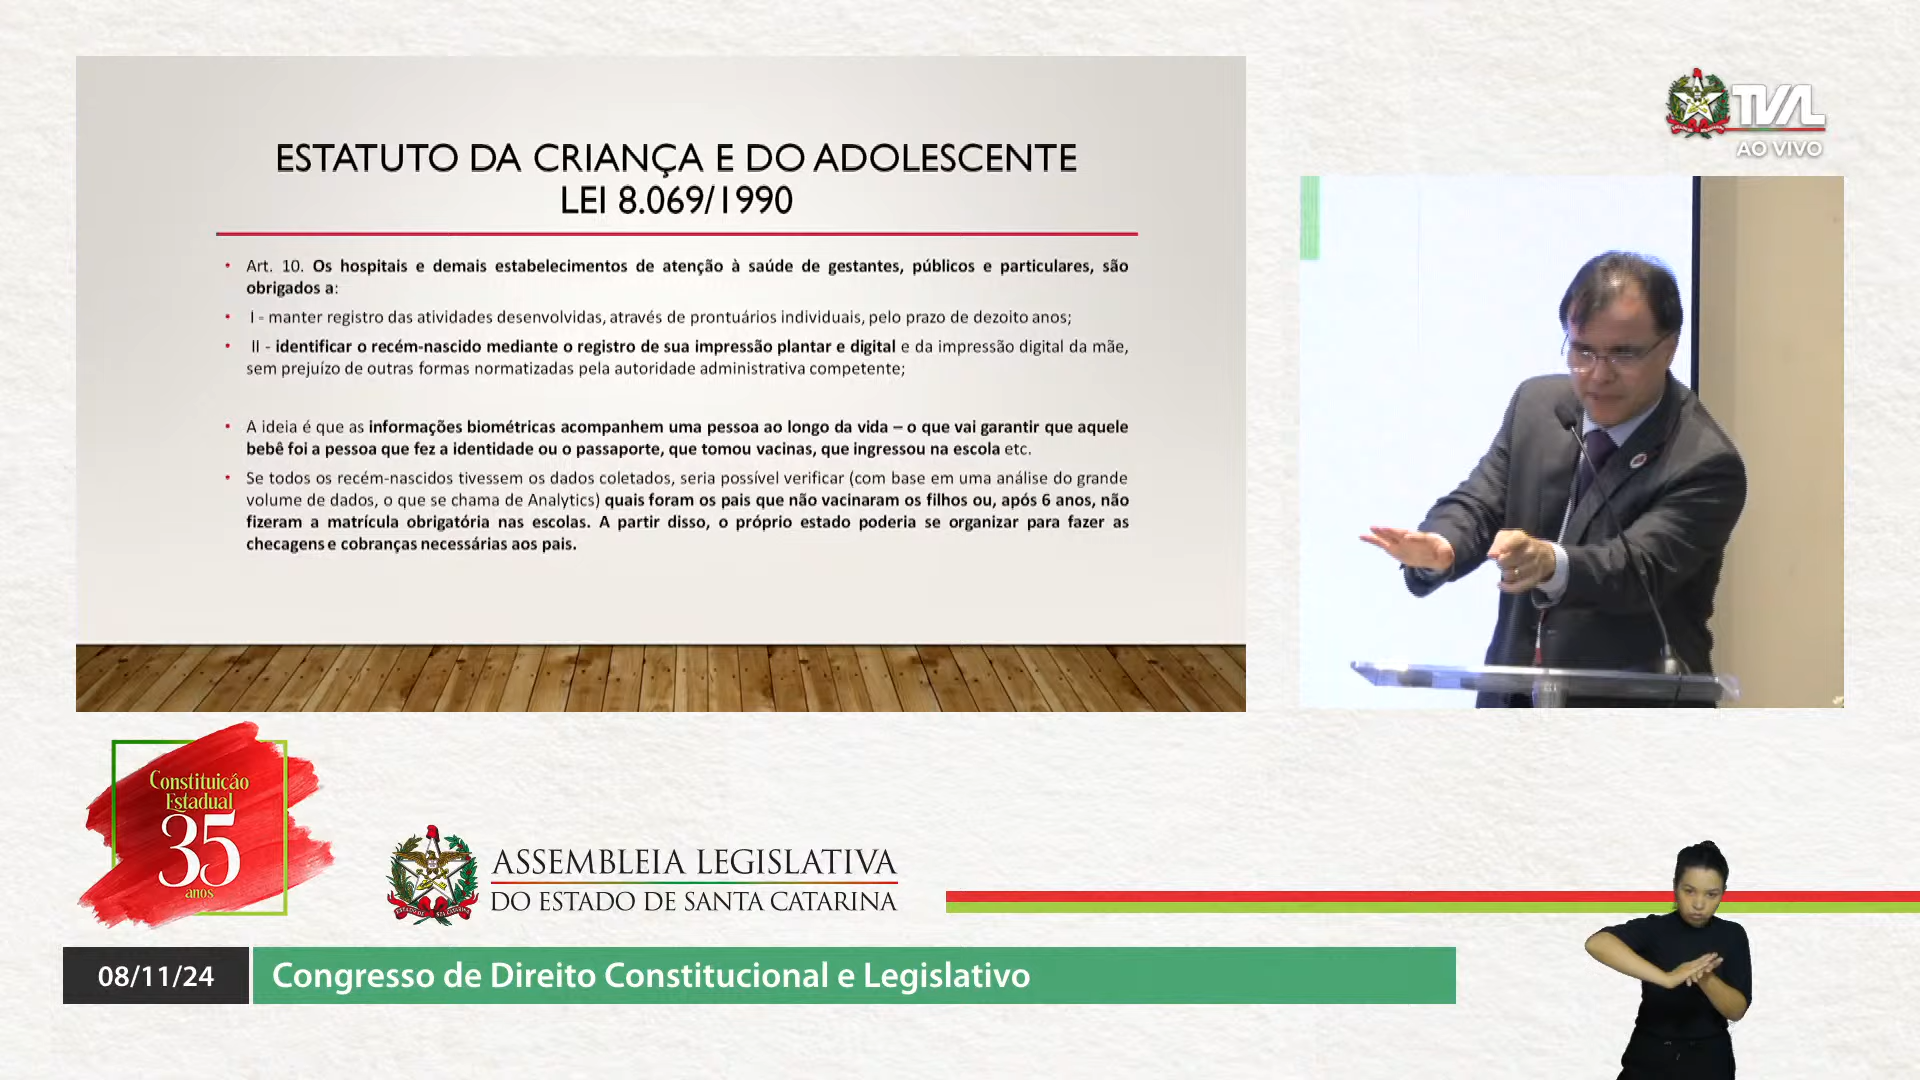 ESTATUTO DA CRIANÇA E DO ADOLESCENTE
LEI 8.069/1990
• Art. 10. Os hospitais e demais estabelecimentos de atenção à saúde de gestantes, públicos e particulares, são
obrigados a:
• I - manter registro das atividades desenvolvidas, através de prontuários individuais, pelo prazo de dezoito anos;
• II - identificar o recém-nascido mediante o registro de sua impressão plantar e digital e da impressão digital da mãe,
sem prejuízo de outras formas normatizadas pela autoridade administrativa competente;
• A ideia é que as informações biométricas acompanhem uma pessoa ao longo da vida – o que vai garantir que aquele
bebê foi a pessoa que fez a identidade ou o passaporte, que tomou vacinas, que ingressou na escola etc.
• Se todos os recém-nascidos tivessem os dados coletados, seria possível verificar (com base em uma análise do grande
volume de dados, o que se chama de Analytics) quais foram os pais que não vacinaram os filhos ou, após 6 anos, não
fizeram a matrícula obrigatória nas escolas. A partir disso, o próprio estado poderia se organizar para fazer as
checagens e cobranças necessárias aos pais.
TVAL
AO VIVO
Constituição
Estadual
35
anos
ASSEMBLEIA LEGISLATIVA
DO ESTADO DE SANTA CATARINA
08/11/24
Congresso de Direito Constitucional e Legislativo